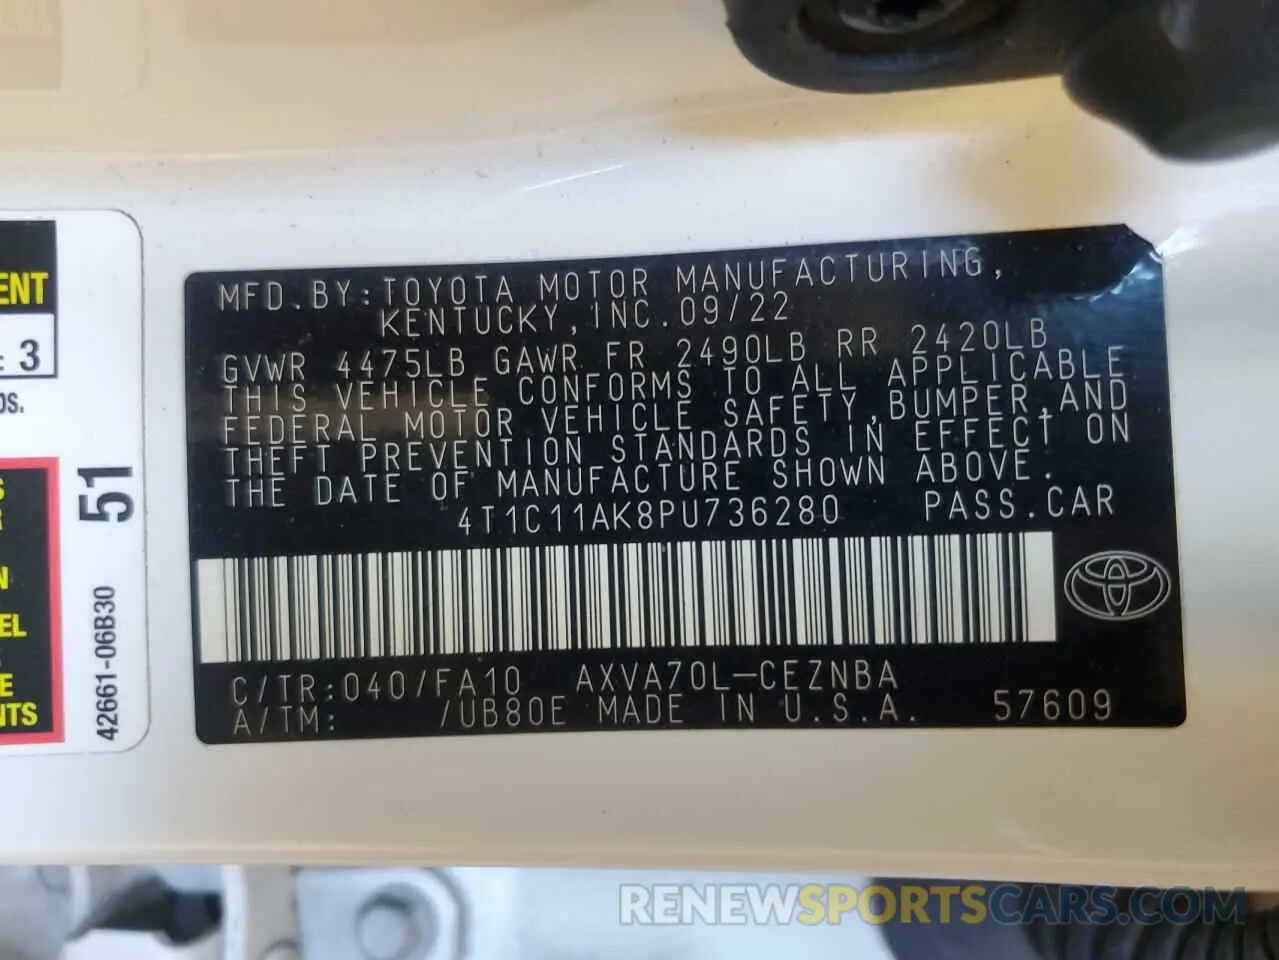 MFD.BY:TOYOTA MOTOR MANUFACTURING,
KENTUCKY,INC.09/22
GVWR 4475LB GAWR FR 2490LB RR 2420LB
THIS VEHICLE CONFORMS TO ALL APPLICABLE
FEDERAL MOTOR VEHICLE SAFETY,BUMPER,AND
THEFT PREVENTION STANDARDS IN EFFECT ON
THE DATE OF MANUFACTURE SHOWN ABOVE.
4T1C11AK8PU736280 PASS.CAR
C/TR:040/FA10 AXVA70L-CEZNBA
A/TM: /UB80E MADE IN U.S.A. 57609
3
51
42661-06B30
RENEWSPORTSCARS.COM